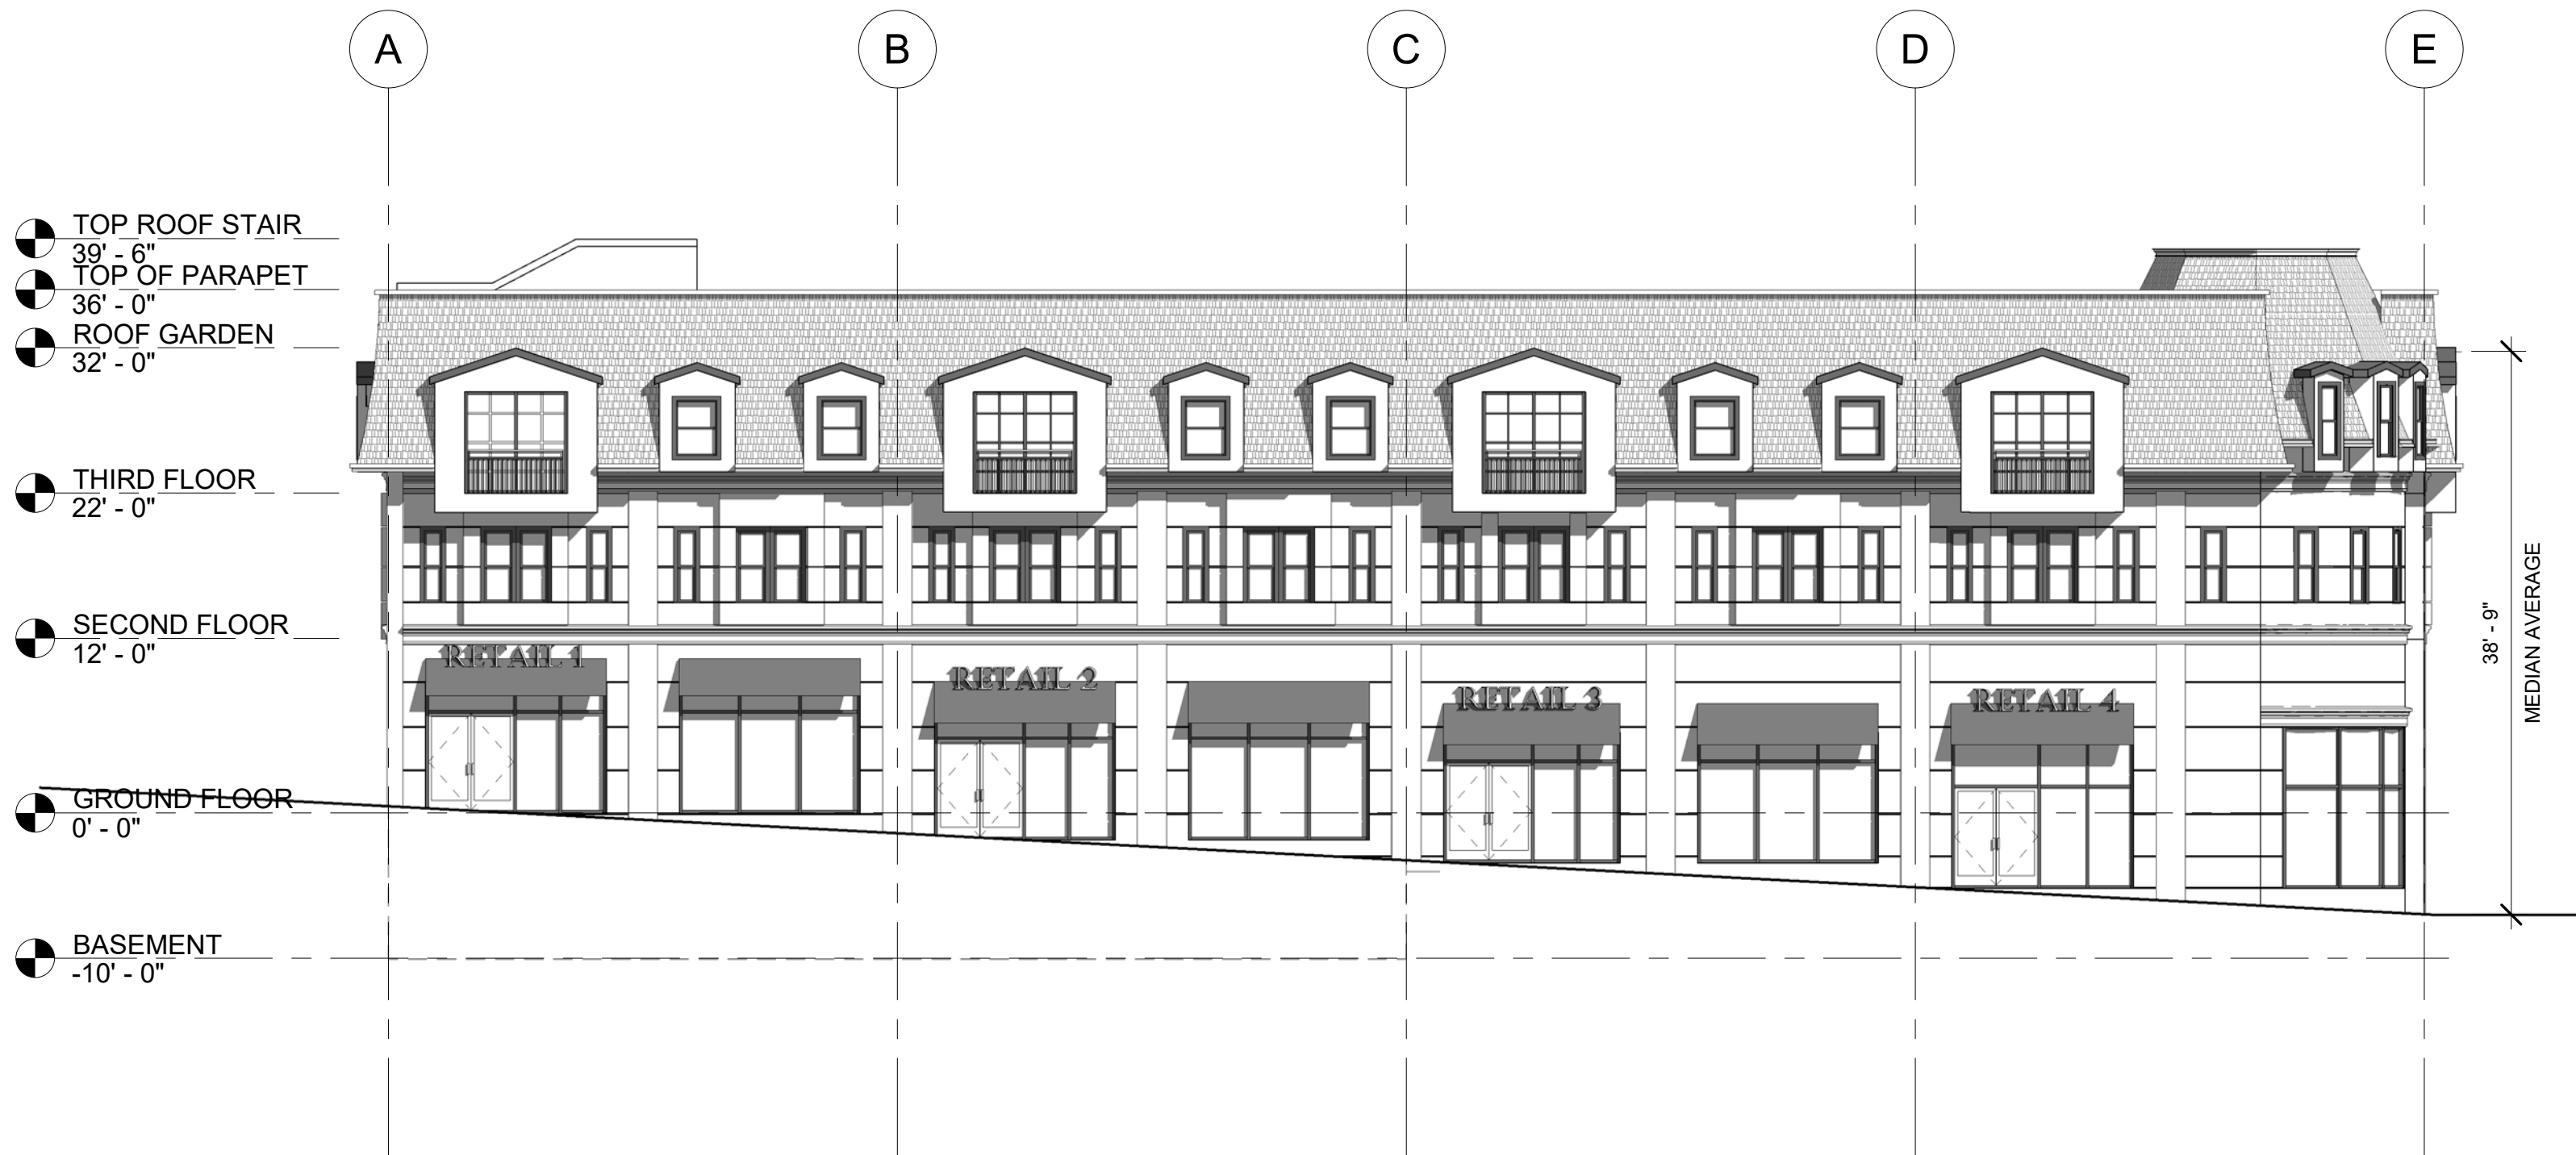 A
B
C
D
E
TOP ROOF STAIR
39' - 6"
TOP OF PARAPET
36' - 0"
ROOF GARDEN
32' - 0"
THIRD FLOOR
22' - 0"
SECOND FLOOR
12' - 0"
GROUND FLOOR
0' - 0"
BASEMENT
-10' - 0"
RETAIL 1
RETAIL 2
RETAIL 3
RETAIL 4
38' - 9"
MEDIAN AVERAGE